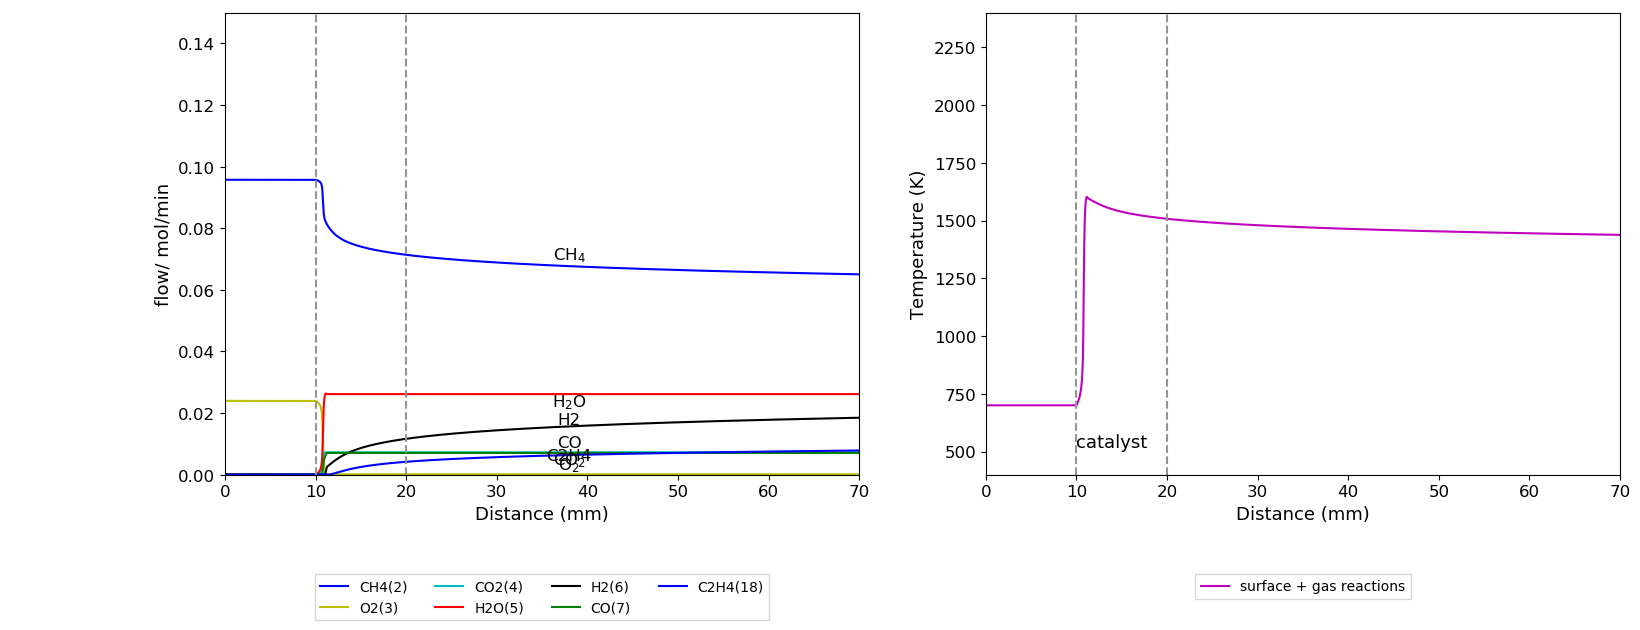 0.14
0.12
0.10
0.08
0.06
0.04
0.02
0.00
flow/ mol/min
CH₄
H₂O
H2
CO
C2H4
CO₂
O₂
0 10 20 30 40 50 60 70
Distance (mm)
CH4(2) CO2(4) H2(6) C2H4(18)
O2(3) H2O(5) CO(7)
2250
2000
1750
1500
1250
1000
750
500
Temperature (K)
catalyst
0 10 20 30 40 50 60 70
Distance (mm)
surface + gas reactions